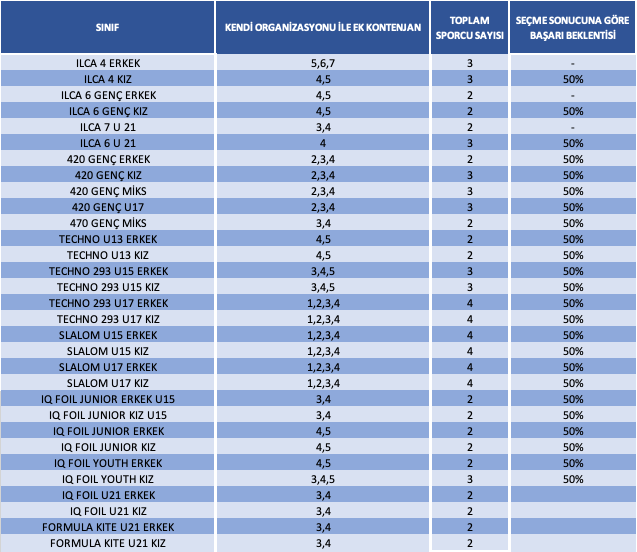 SINIF KENDİ ORGANİZASYONU İLE EK KONTENJAN TOPLAM SPORCU SAYISI SEÇME SONUCUNA GÖRE BAŞARI BEKLENTİSİ
ILCA 4 ERKEK 5,6,7 3 -
ILCA 4 KIZ 4,5 3 50%
ILCA 6 GENÇ ERKEK 4,5 2 -
ILCA 6 GENÇ KIZ 4,5 2 50%
ILCA 7 U 21 3,4 2 -
ILCA 6 U 21 4 3 50%
420 GENÇ ERKEK 2,3,4 2 50%
420 GENÇ KIZ 2,3,4 3 50%
420 GENÇ MİKS 2,3,4 3 50%
420 GENÇ U17 2,3,4 3 50%
470 GENÇ MİKS 3,4 2 50%
TECHNO U13 ERKEK 4,5 2 50%
TECHNO U13 KIZ 4,5 2 50%
TECHNO 293 U15 ERKEK 3,4,5 3 50%
TECHNO 293 U15 KIZ 3,4,5 3 50%
TECHNO 293 U17 ERKEK 1,2,3,4 4 50%
TECHNO 293 U17 KIZ 1,2,3,4 4 50%
SLALOM U15 ERKEK 1,2,3,4 4 50%
SLALOM U15 KIZ 1,2,3,4 4 50%
SLALOM U17 ERKEK 1,2,3,4 4 50%
SLALOM U17 KIZ 1,2,3,4 4 50%
IQ FOIL JUNIOR ERKEK U15 3,4 2 50%
IQ FOIL JUNIOR KIZ U15 3,4 2 50%
IQ FOIL JUNIOR ERKEK 4,5 2 50%
IQ FOIL JUNIOR KIZ 4,5 2 50%
IQ FOIL YOUTH ERKEK 4,5 2 50%
IQ FOIL YOUTH KIZ 3,4,5 3 50%
IQ FOIL U21 ERKEK 3,4 2
IQ FOIL U21 KIZ 3,4 2
FORMULA KITE U21 ERKEK 3,4 2
FORMULA KITE U21 KIZ 3,4 2